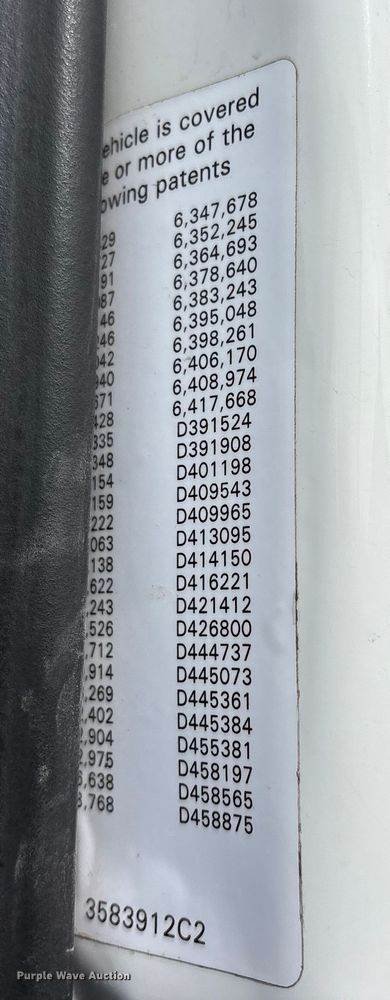 ehicle is covered
e or more of the
owing patents
29 6,347,678
27 6,352,245
91 6,364,693
87 6,378,640
46 6,383,243
46 6,395,048
042 6,398,261
940 6,406,170
671 6,408,974
428 6,417,668
335 D391524
348 D391908
154 D401198
159 D409543
222 D409965
063 D413095
138 D414150
,622 D416221
,243 D421412
,526 D426800
,712 D444737
,914 D445073
,269 D445361
,402 D445384
,904 D455381
,975 D458197
,638 D458565
,768 D458875
3583912C2
Purple Wave Auction